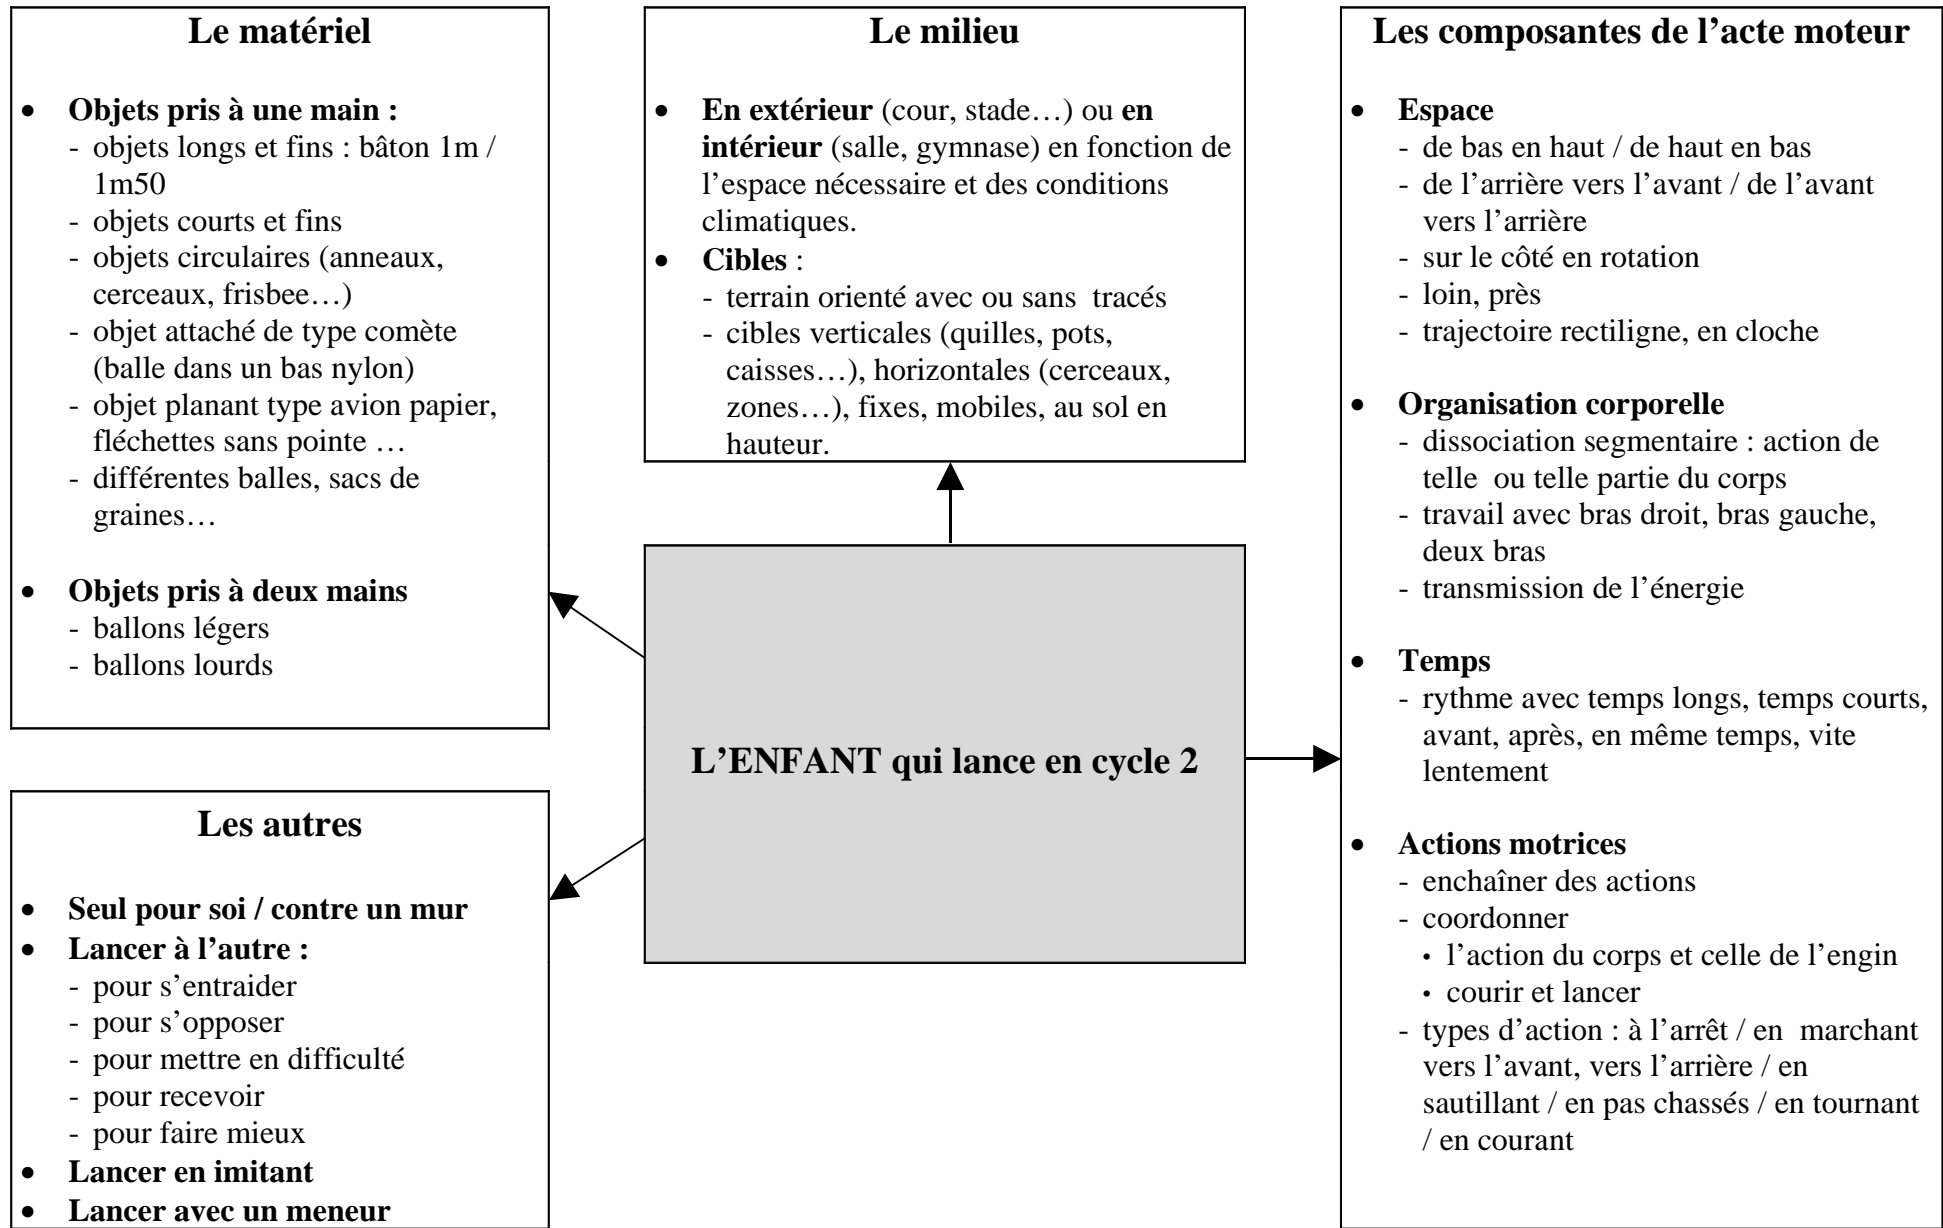 Le matériel
• Objets pris à une main :
- objets longs et fins : bâton 1m /
1m50
- objets courts et fins
- objets circulaires (anneaux,
cerceaux, frisbee…)
- objet attaché de type comète
(balle dans un bas nylon)
- objet planant type avion papier,
fléchettes sans pointe …
- différentes balles, sacs de
graines…
• Objets pris à deux mains
- ballons légers
- ballons lourds
Les autres
• Seul pour soi / contre un mur
• Lancer à l’autre :
- pour s’entraider
- pour s’opposer
- pour mettre en difficulté
- pour recevoir
- pour faire mieux
• Lancer en imitant
• Lancer avec un meneur
Le milieu
• En extérieur (cour, stade…) ou en
intérieur (salle, gymnase) en fonction de
l’espace nécessaire et des conditions
climatiques.
• Cibles :
- terrain orienté avec ou sans  tracés
- cibles verticales (quilles, pots,
caisses…), horizontales (cerceaux,
zones…), fixes, mobiles, au sol en
hauteur.
L’ENFANT qui lance en cycle 2
Les composantes de l’acte moteur
• Espace
- de bas en haut / de haut en bas
- de l’arrière vers l’avant / de l’avant
vers l’arrière
- sur le côté en rotation
- loin, près
- trajectoire rectiligne, en cloche
• Organisation corporelle
- dissociation segmentaire : action de
telle  ou telle partie du corps
- travail avec bras droit, bras gauche,
deux bras
- transmission de l’énergie
• Temps
- rythme avec temps longs, temps courts,
avant, après, en même temps, vite
lentement
• Actions motrices
- enchaîner des actions
- coordonner
• l’action du corps et celle de l’engin
• courir et lancer
- types d’action : à l’arrêt / en  marchant
vers l’avant, vers l’arrière / en
sautillant / en pas chassés / en tournant
/ en courant